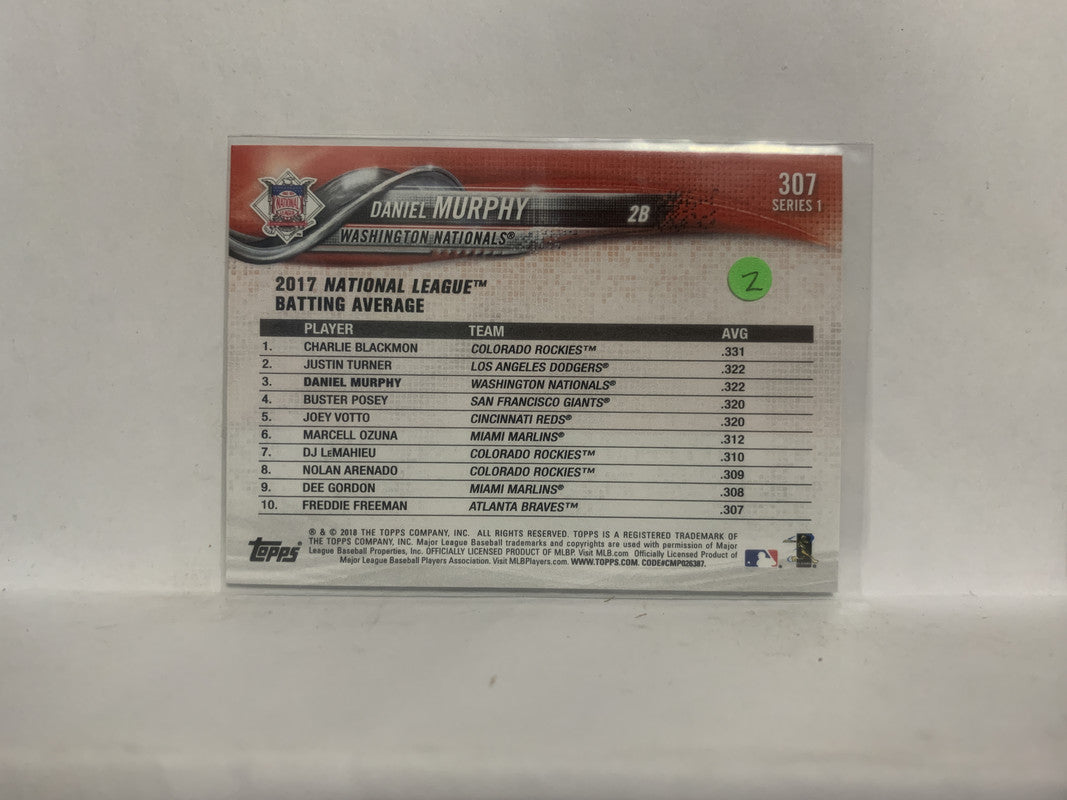 307
SERIES 1
NATIONAL LEAGUE
DANIEL MURPHY 2B
WASHINGTON NATIONALS®
2
2017 NATIONAL LEAGUE™
BATTING AVERAGE
PLAYER TEAM AVG
1. CHARLIE BLACKMON COLORADO ROCKIES™ .331
2. JUSTIN TURNER LOS ANGELES DODGERS® .322
3. DANIEL MURPHY WASHINGTON NATIONALS® .322
4. BUSTER POSEY SAN FRANCISCO GIANTS® .320
5. JOEY VOTTO CINCINNATI REDS® .320
6. MARCELL OZUNA MIAMI MARLINS® .312
7. DJ LeMAHIEU COLORADO ROCKIES™ .310
8. NOLAN ARENADO COLORADO ROCKIES™ .309
9. DEE GORDON MIAMI MARLINS® .308
10. FREDDIE FREEMAN ATLANTA BRAVES™ .307
Topps®
® & © 2018 THE TOPPS COMPANY, INC. ALL RIGHTS RESERVED. TOPPS IS A REGISTERED TRADEMARK OF
THE TOPPS COMPANY, INC. Major League Baseball trademarks and copyrights are used with permission of Major
League Baseball Properties, Inc. OFFICIALLY LICENSED PRODUCT OF MLBP. Visit MLB.com Officially Licensed Product of
Major League Baseball Players Association. Visit MLBPlayers.com. WWW.TOPPS.COM. CODE#CMP026387.